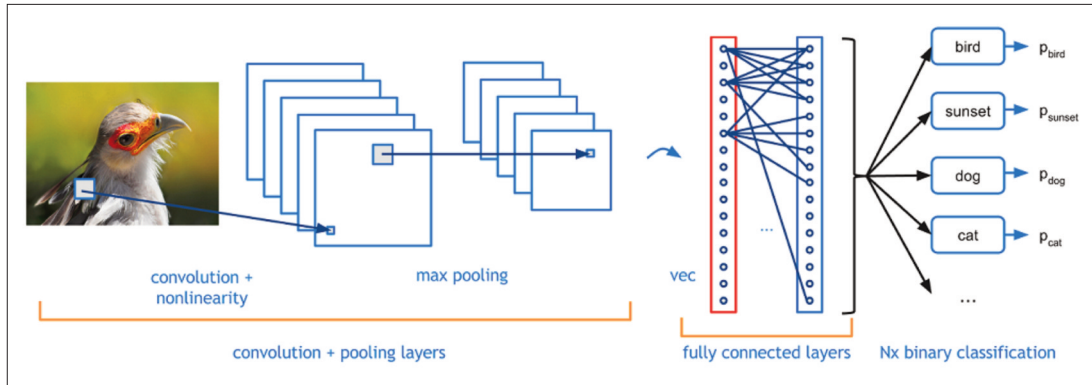 convolution +
nonlinearity
max pooling
convolution + pooling layers
vec
...
fully connected layers
bird
sunset
dog
cat
...
p_bird
p_sunset
p_dog
p_cat
Nx binary classification